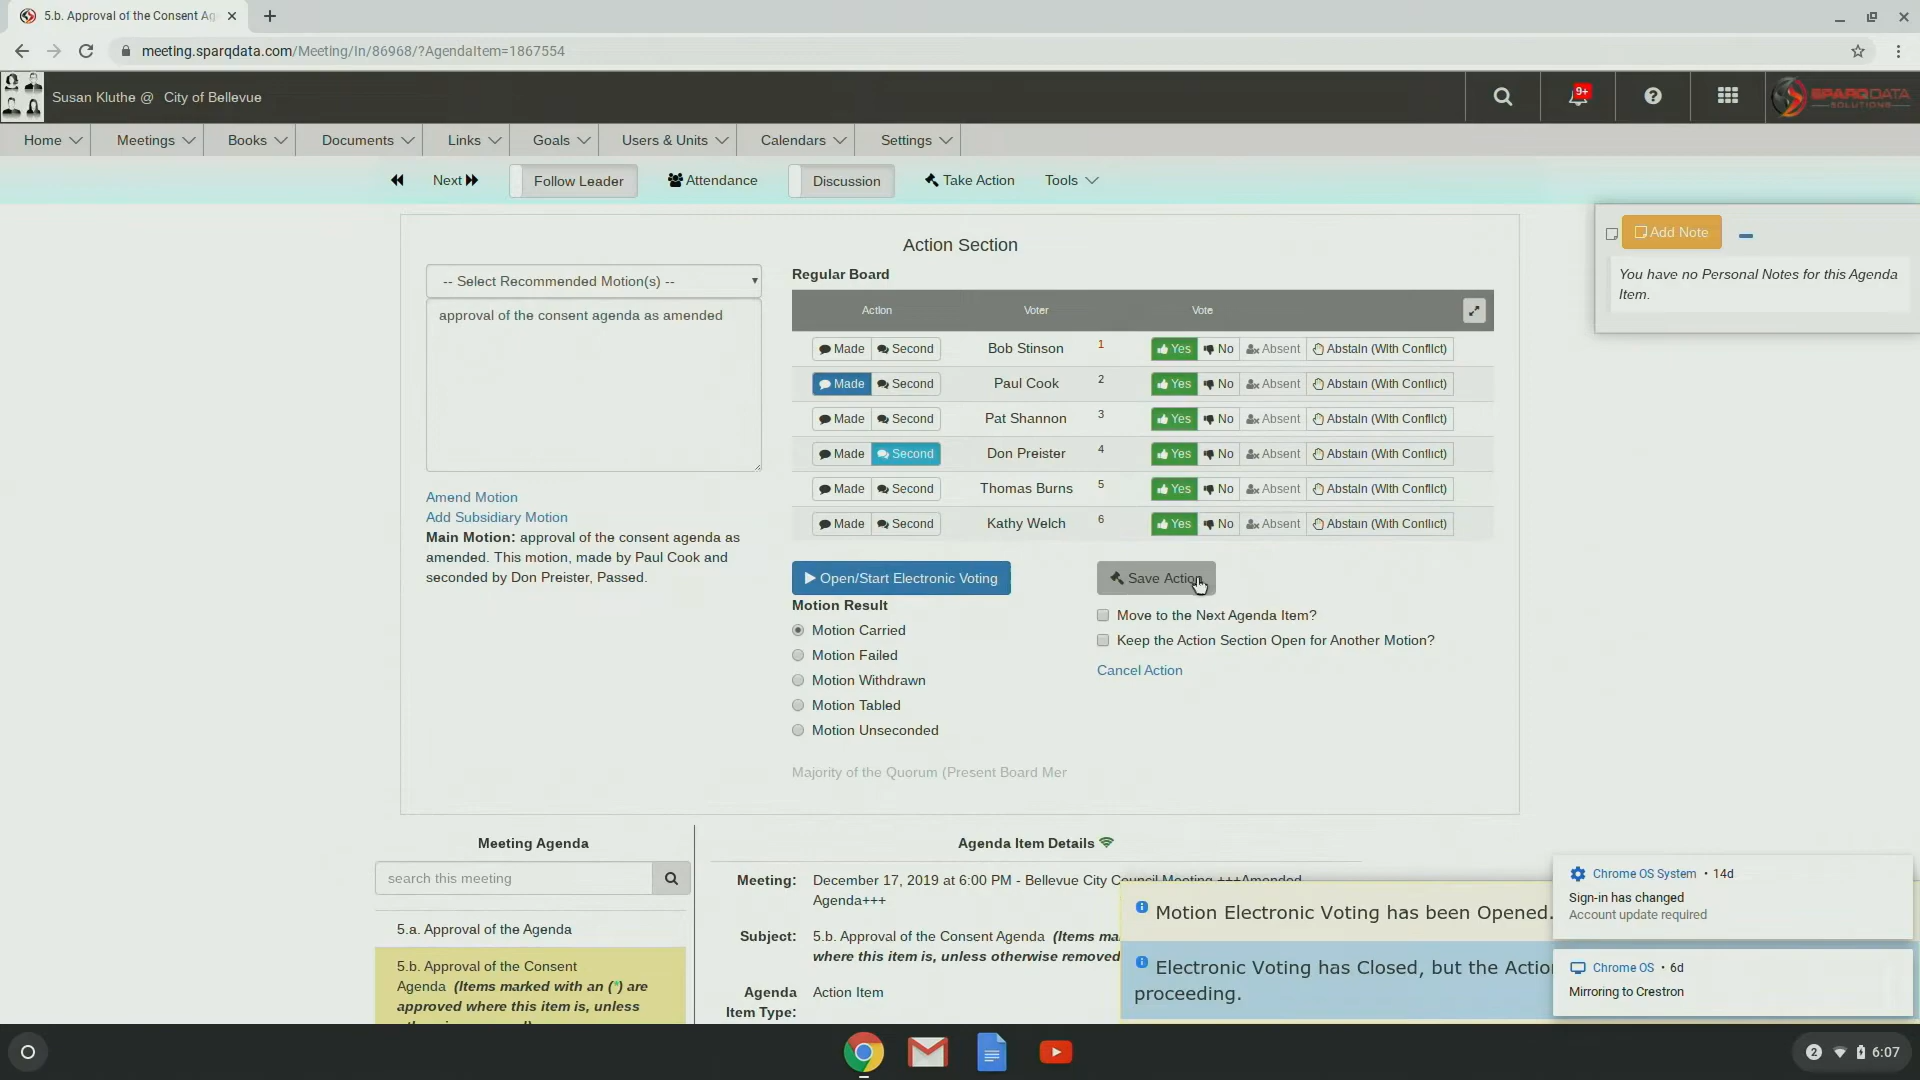 5.b. Approval of the Consent Ag
meeting.sparqdata.com/Meeting/In/86968/?AgendaItem=1867554
Susan Kluthe @ City of Bellevue
9+
SPARQDATA
SOLUTIONS
Home
Meetings
Books
Documents
Links
Goals
Users & Units
Calendars
Settings
Next
Follow Leader
Attendance
Discussion
Take Action
Tools
Add Note
You have no Personal Notes for this Agenda
Item.
Action Section
-- Select Recommended Motion(s) --
approval of the consent agenda as amended
Amend Motion
Add Subsidiary Motion
Main Motion: approval of the consent agenda as
amended. This motion, made by Paul Cook and
seconded by Don Preister, Passed.
Regular Board
Action Voter Vote
Made Second Bob Stinson 1 Yes No Absent Abstain (With Conflict)
Made Second Paul Cook 2 Yes No Absent Abstain (With Conflict)
Made Second Pat Shannon 3 Yes No Absent Abstain (With Conflict)
Made Second Don Preister 4 Yes No Absent Abstain (With Conflict)
Made Second Thomas Burns 5 Yes No Absent Abstain (With Conflict)
Made Second Kathy Welch 6 Yes No Absent Abstain (With Conflict)
Open/Start Electronic Voting
Motion Result
Motion Carried
Motion Failed
Motion Withdrawn
Motion Tabled
Motion Unseconded
Majority of the Quorum (Present Board Mer
Save Action
Move to the Next Agenda Item?
Keep the Action Section Open for Another Motion?
Cancel Action
Meeting Agenda
search this meeting
5.a. Approval of the Agenda
5.b. Approval of the Consent
Agenda (Items marked with an (*) are
approved where this item is, unless
Agenda Item Details
Meeting: December 17, 2019 at 6:00 PM - Bellevue City Council Meeting +++Amended
Agenda+++
Subject: 5.b. Approval of the Consent Agenda (Items ma
where this item is, unless otherwise removed
Agenda
Item Type:
Action Item
Motion Electronic Voting has been Opened.
Electronic Voting has Closed, but the Action
proceeding.
Chrome OS System • 14d
Sign-in has changed
Account update required
Chrome OS • 6d
Mirroring to Crestron
2
6:07